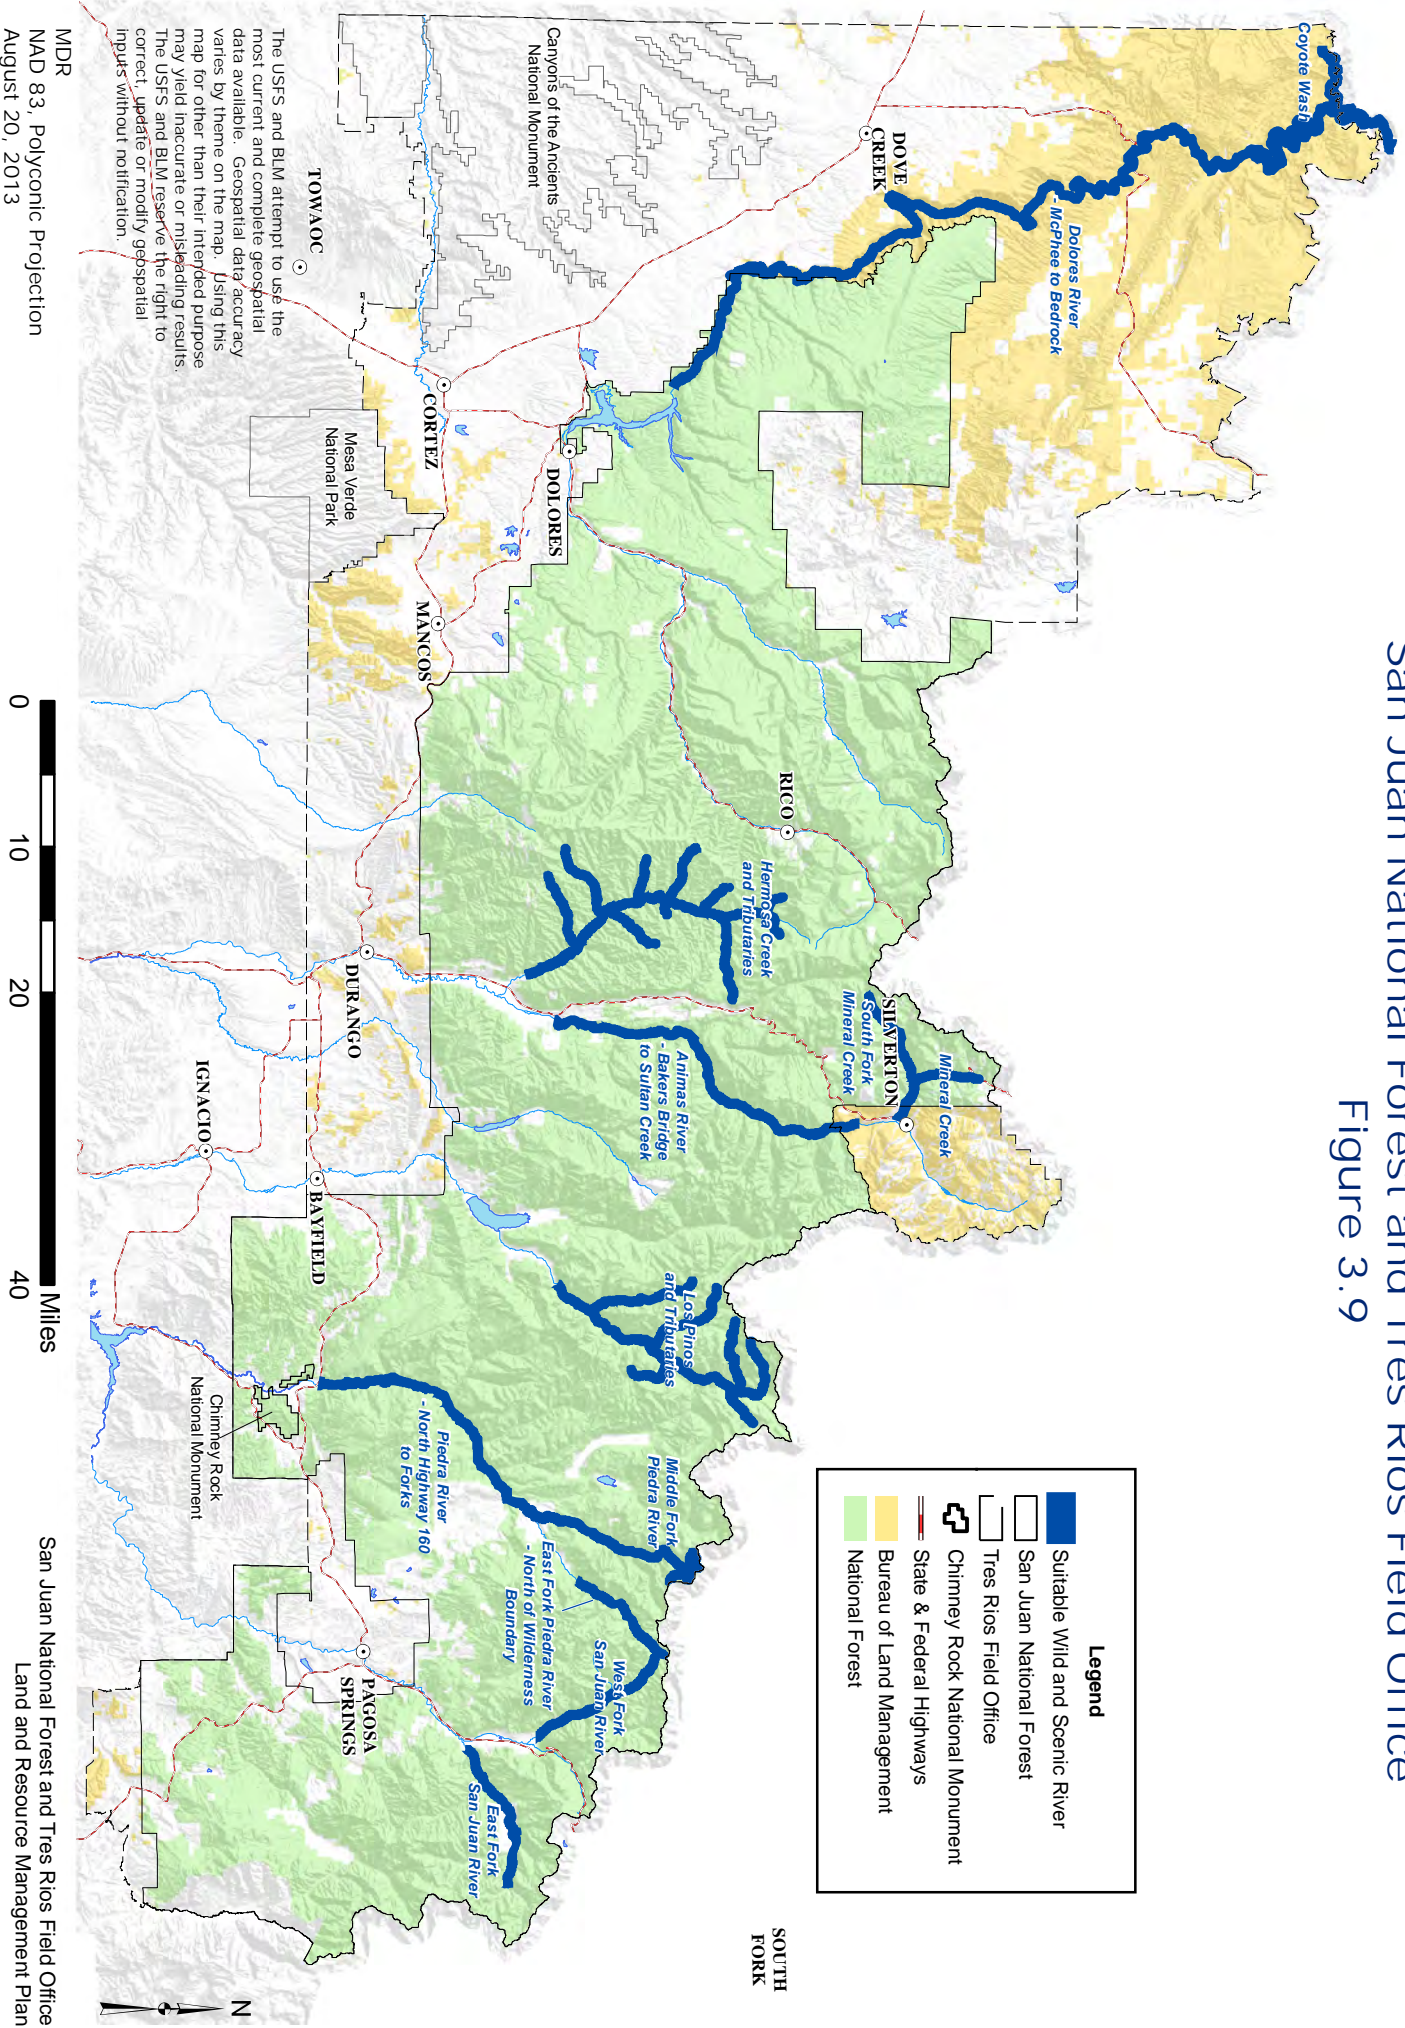 San Juan National Forest and Tres Rios Field Office
Figure 3.9
Coyote Wash
Dolores River
- McPhee to Bedrock
DOVE
CREEK
Canyons of the Ancients
National Monument
TOWAOC
CORTEZ
Mesa Verde
National Park
DOLORES
MANCOS
RICO
Hermosa Creek
and Tributaries
DURANGO
SILVERTON
South Fork
Mineral Creek
Mineral Creek
Animas River
- Bakers Bridge
to Sultan Creek
IGNACIO
BAYFIELD
Los Pinos
and Tributaries
Chimney Rock
National Monument
Piedra River
- North Highway 160
to Forks
Middle Fork
Piedra River
East Fork Piedra River
- North of Wilderness
Boundary
West Fork
San Juan River
PAGOSA
SPRINGS
East Fork
San Juan River
SOUTH
FORK
Legend
Suitable Wild and Scenic River
San Juan National Forest
Tres Rios Field Office
Chimney Rock National Monument
State & Federal Highways
Bureau of Land Management
National Forest
The USFS and BLM attempt to use the
most current and complete geospatial
data available. Geospatial data accuracy
varies by theme on the map. Using this
map for other than their intended purpose
may yield inaccurate or misleading results.
The USFS and BLM reserve the right to
correct, update or modify geospatial
inputs without notification.
MDR
NAD 83, Polyconic Projection
August 20, 2013
0 10 20 40
Miles
San Juan National Forest and Tres Rios Field Office
Land and Resource Management Plan
N